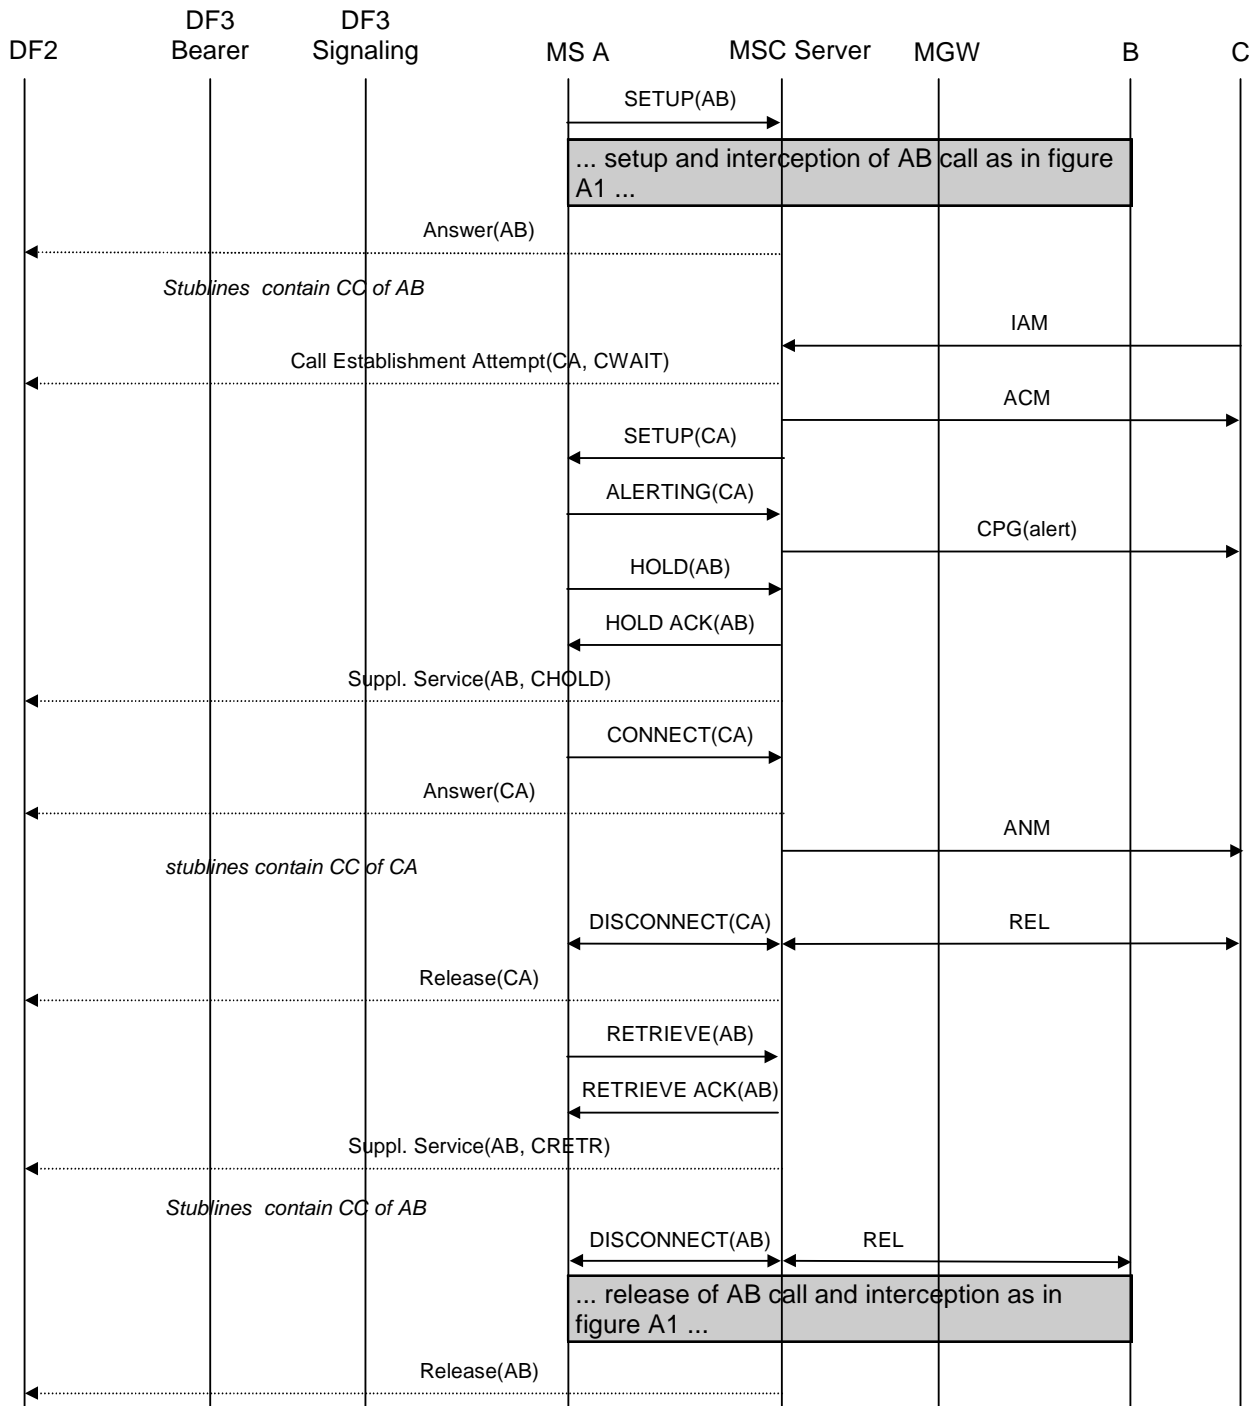 DF2
DF3
Bearer
DF3
Signaling
MS A
MSC Server
MGW
B
C
SETUP(AB)
... setup and interception of AB call as in figure
A1 ...
Answer(AB)
Stublines contain CC of AB
IAM
Call Establishment Attempt(CA, CWAIT)
ACM
SETUP(CA)
ALERTING(CA)
CPG(alert)
HOLD(AB)
HOLD ACK(AB)
Suppl. Service(AB, CHOLD)
CONNECT(CA)
Answer(CA)
ANM
stublines contain CC of CA
DISCONNECT(CA)
REL
Release(CA)
RETRIEVE(AB)
RETRIEVE ACK(AB)
Suppl. Service(AB, CRETR)
Stublines contain CC of AB
DISCONNECT(AB)
REL
... release of AB call and interception as in
figure A1 ...
Release(AB)